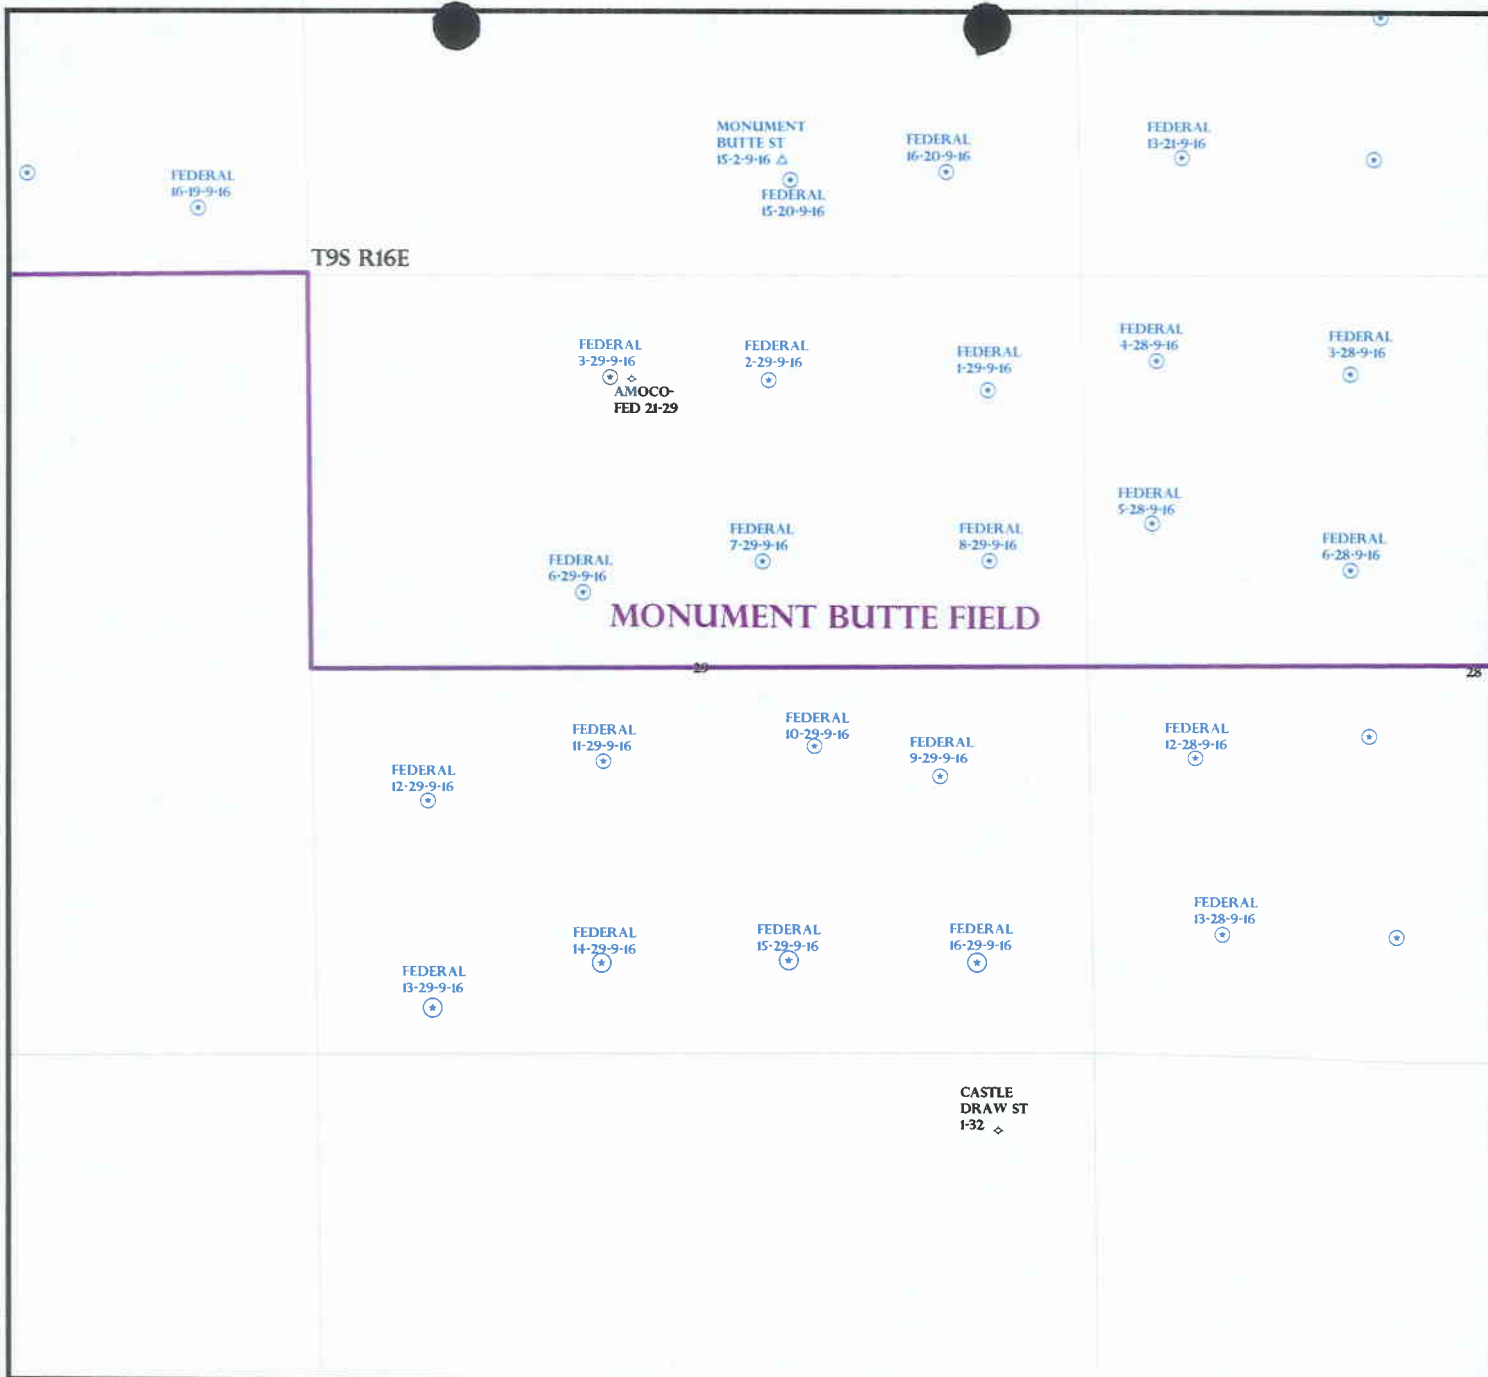 MONUMENT
BUTTE ST
15-2-9-16
FEDERAL
15-20-9-16
FEDERAL
16-20-9-16
FEDERAL
13-21-9-16
FEDERAL
16-19-9-16
T9S R16E
FEDERAL
3-29-9-16
AMOCO-
FED 21-29
FEDERAL
2-29-9-16
FEDERAL
1-29-9-16
FEDERAL
4-28-9-16
FEDERAL
3-28-9-16
FEDERAL
6-29-9-16
FEDERAL
7-29-9-16
FEDERAL
8-29-9-16
FEDERAL
5-28-9-16
FEDERAL
6-28-9-16
MONUMENT BUTTE FIELD
29
28
FEDERAL
12-29-9-16
FEDERAL
11-29-9-16
FEDERAL
10-29-9-16
FEDERAL
9-29-9-16
FEDERAL
12-28-9-16
FEDERAL
13-29-9-16
FEDERAL
14-29-9-16
FEDERAL
15-29-9-16
FEDERAL
16-29-9-16
FEDERAL
13-28-9-16
CASTLE
DRAW ST
1-32